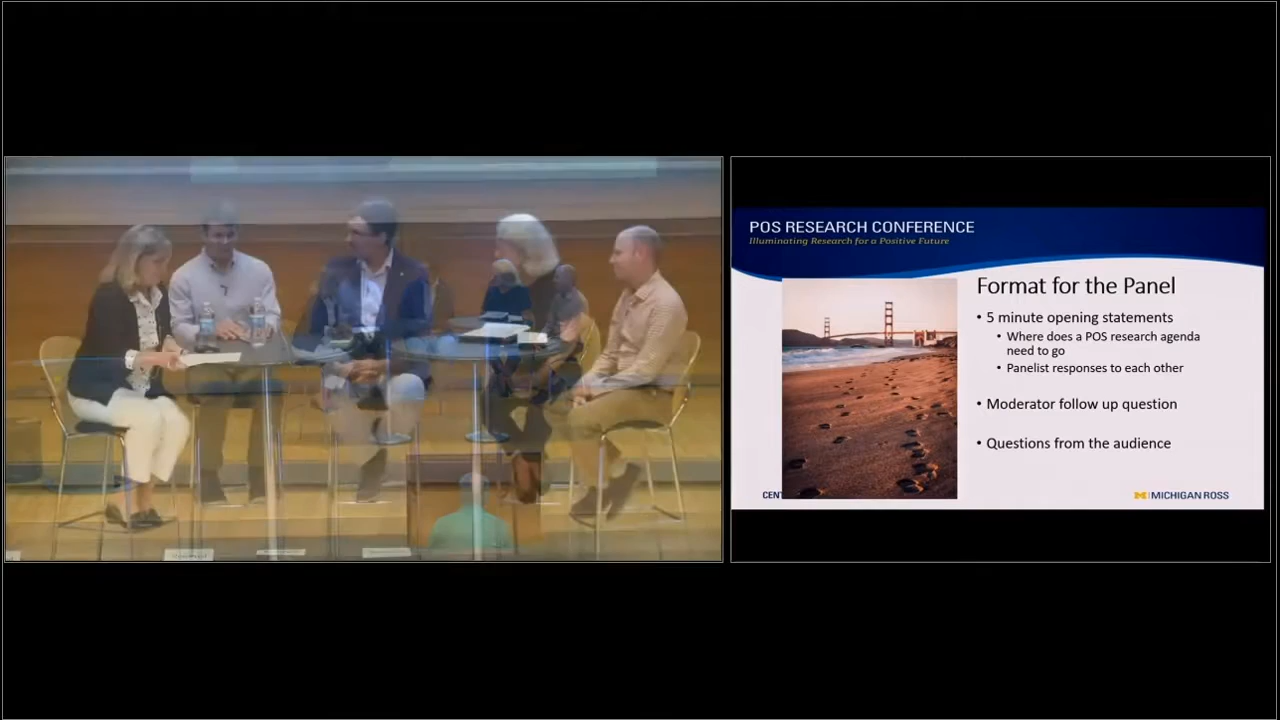 POS RESEARCH CONFERENCE
Illuminating Research for a Positive Future
Format for the Panel
• 5 minute opening statements
• Where does a POS research agenda
need to go
• Panelist responses to each other
• Moderator follow up question
• Questions from the audience
CENT
M MICHIGAN ROSS